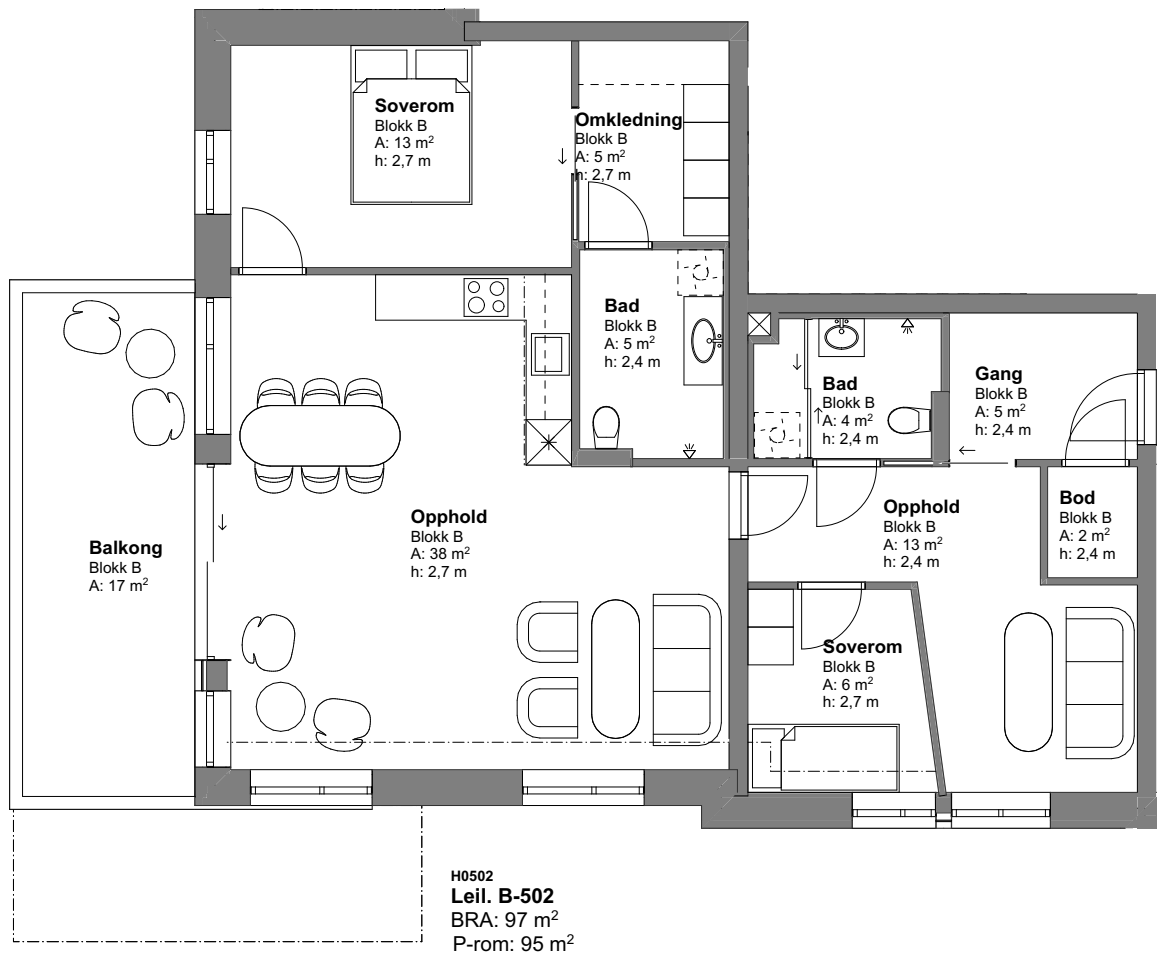 Soverom
Blokk B
A: 13 m²
h: 2,7 m
Omkledning
Blokk B
A: 5 m²
h: 2,7 m
Bad
Blokk B
A: 5 m²
h: 2,4 m
Bad
Blokk B
A: 4 m²
h: 2,4 m
Gang
Blokk B
A: 5 m²
h: 2,4 m
Balkong
Blokk B
A: 17 m²
Opphold
Blokk B
A: 38 m²
h: 2,7 m
Opphold
Blokk B
A: 13 m²
h: 2,4 m
Bod
Blokk B
A: 2 m²
h: 2,4 m
Soverom
Blokk B
A: 6 m²
h: 2,7 m
H0502
Leil. B-502
BRA: 97 m²
P-rom: 95 m²